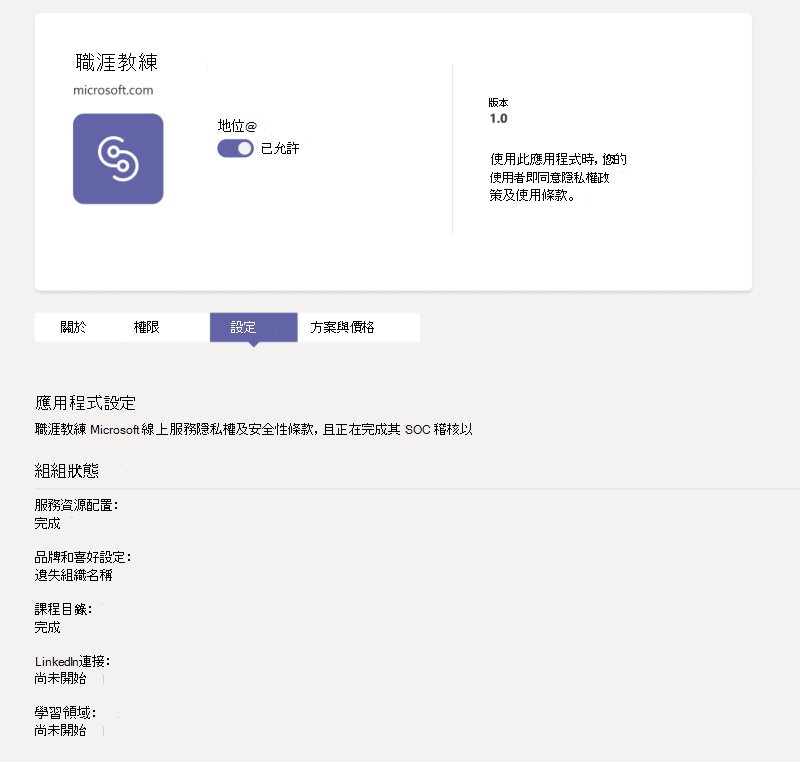 職涯教練
microsoft.com
地位@
已允許
版本
1.0
使用此應用程式時，您的
使用者即同意隱私權政
策及使用條款。
關於
權限
設定
方案與價格
應用程式設定
職涯教練 Microsoft 線上服務隱私權及安全性條款，且正在完成其 SOC 稽核以
組組狀態
服務資源配置：
完成
品牌和喜好設定：
遺失組織名稱
課程目錄：
完成
LinkedIn連接：
尚未開始
學習領域：
尚未開始